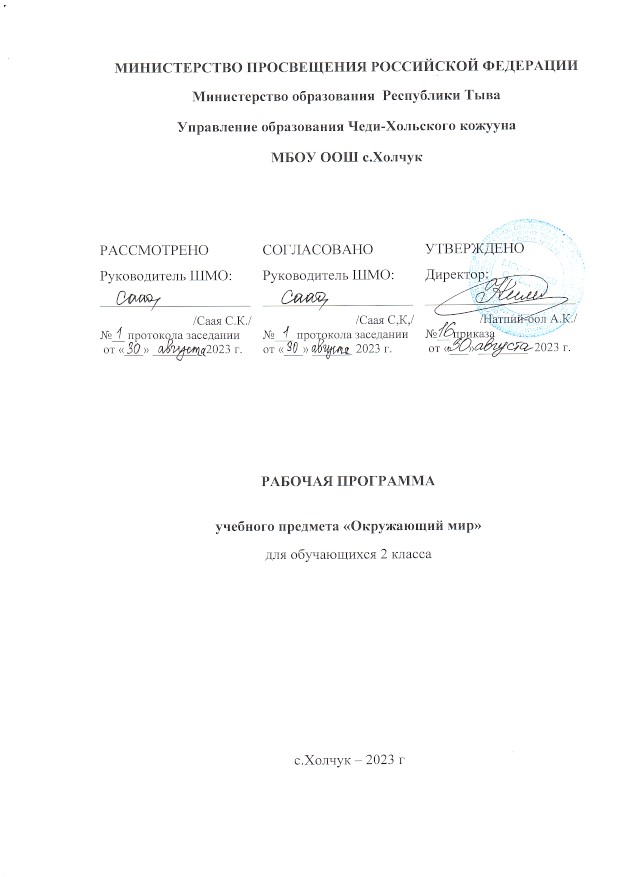 МИНИСТЕРСТВО ПРОСВЕЩЕНИЯ РОССИЙСКОЙ ФЕДЕРАЦИИ
Министерство образования Республики Тыва
Управление образования Чеди-Хольского кожууна
МБОУ ООШ с.Холчук
РАССМОТРЕНО
Руководитель ШМО:
Саая
/Саая С.К./
№ 1 протокола заседании
от «30» августа 2023 г.
СОГЛАСОВАНО
Руководитель ШМО:
Саая
/Саая С,К,/
№ 1 протокола заседании
от «30» августа 2023 г.
УТВЕРЖДЕНО
Директор:
/Натпий-оол А.К./
№16 приказа
от «30» августа 2023 г.
РАБОЧАЯ ПРОГРАММА
учебного предмета «Окружающий мир»
для обучающихся 2 класса
с.Холчук – 2023 г